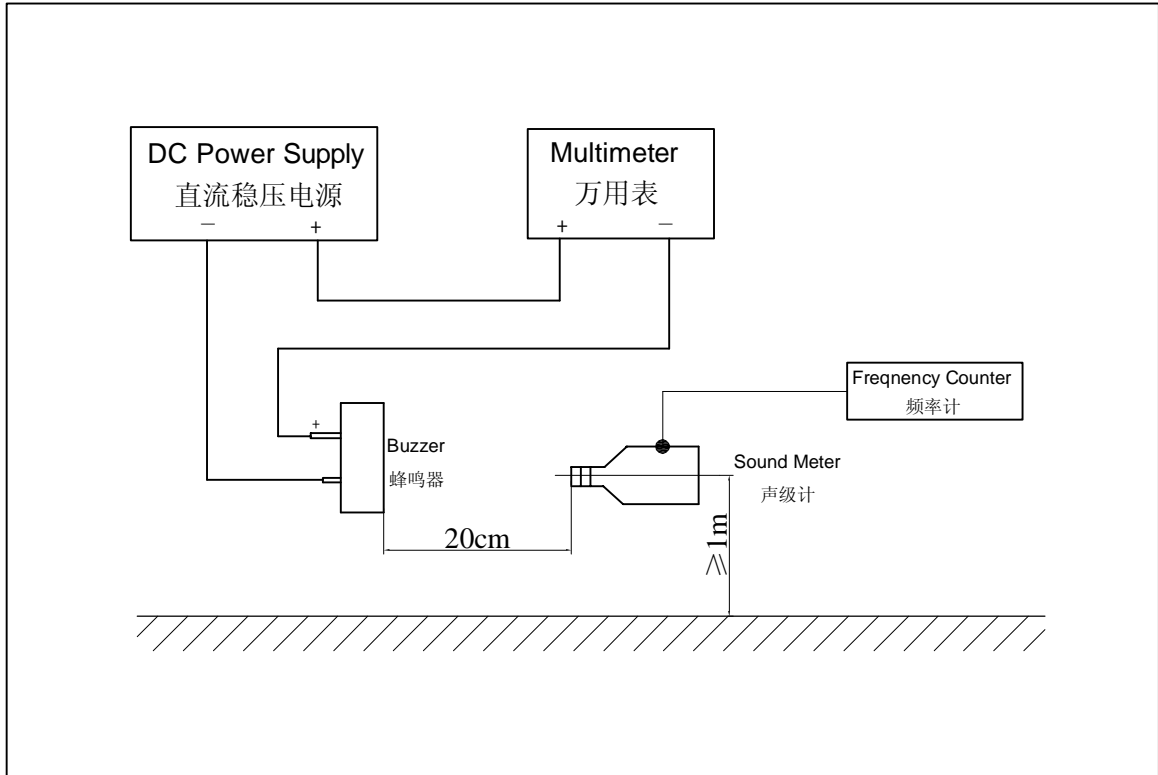 DC Power Supply
直流稳压电源
— +
Multimeter
万用表
+ —
Freqnency Counter
频率计
+
Buzzer
蜂鸣器
Sound Meter
声级计
20cm
≥1m